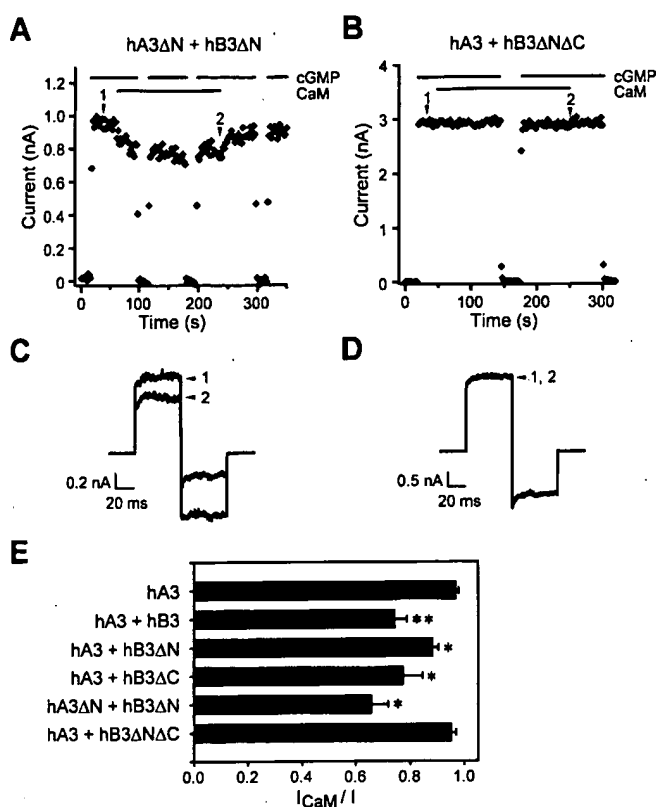 A
hA3ΔN + hB3ΔN
cGMP
CaM
1
2
1.2
1.0
0.8
0.6
0.4
0.2
0
Current (nA)
0 100 200 300
Time (s)
B
hA3 + hB3ΔNΔC
cGMP
CaM
1
2
4
3
2
1
0
Current (nA)
0 100 200 300
Time (s)
C
1
2
0.2 nA
20 ms
D
1, 2
0.5 nA
20 ms
E
hA3
hA3 + hB3 **
hA3 + hB3ΔN *
hA3 + hB3ΔC *
hA3ΔN + hB3ΔN *
hA3 + hB3ΔNΔC
0.0 0.2 0.4 0.6 0.8 1.0
I_CaM / I